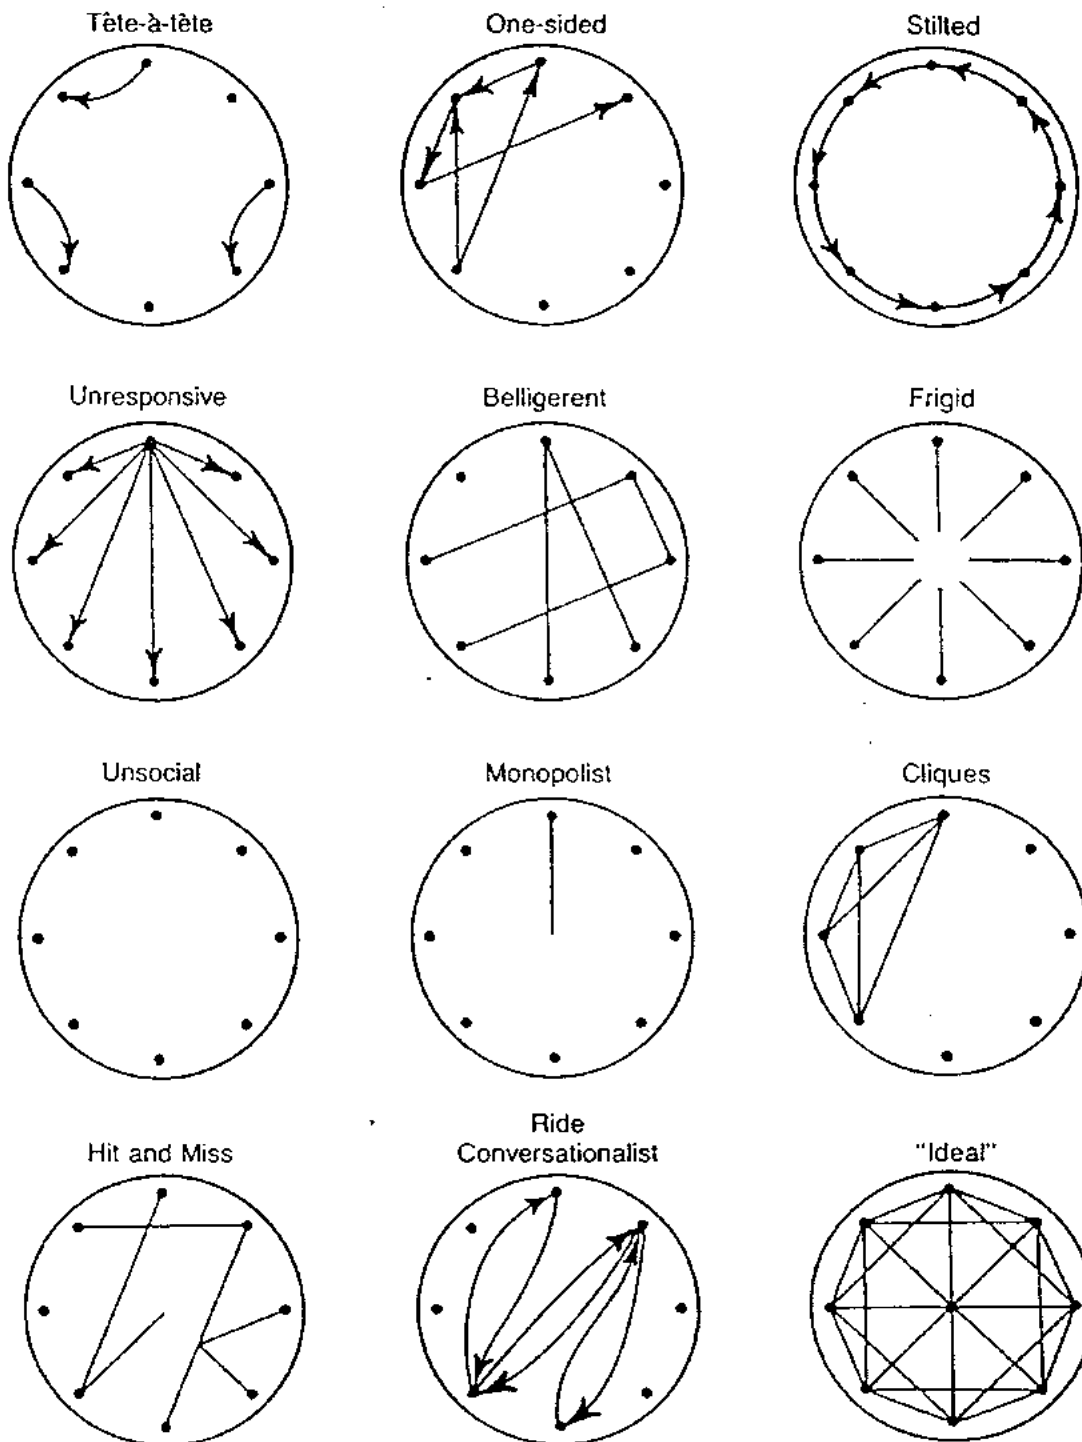 Tête-à-tête
One-sided
Stilted
Unresponsive
Belligerent
Frigid
Unsocial
Monopolist
Cliques
Hit and Miss
Ride
Conversationalist
"Ideal"